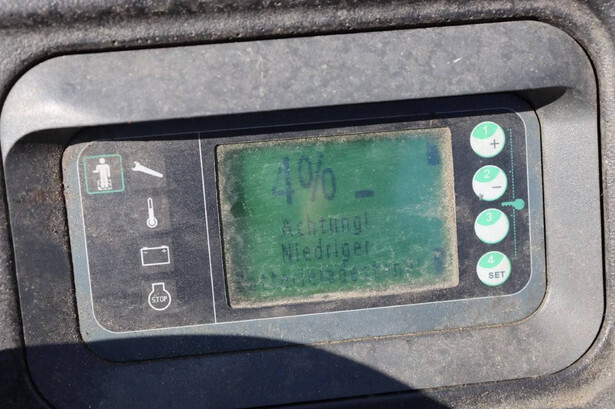 4%
Achtung!
Niedriger
1
+
2
−
3
4
SET
STOP